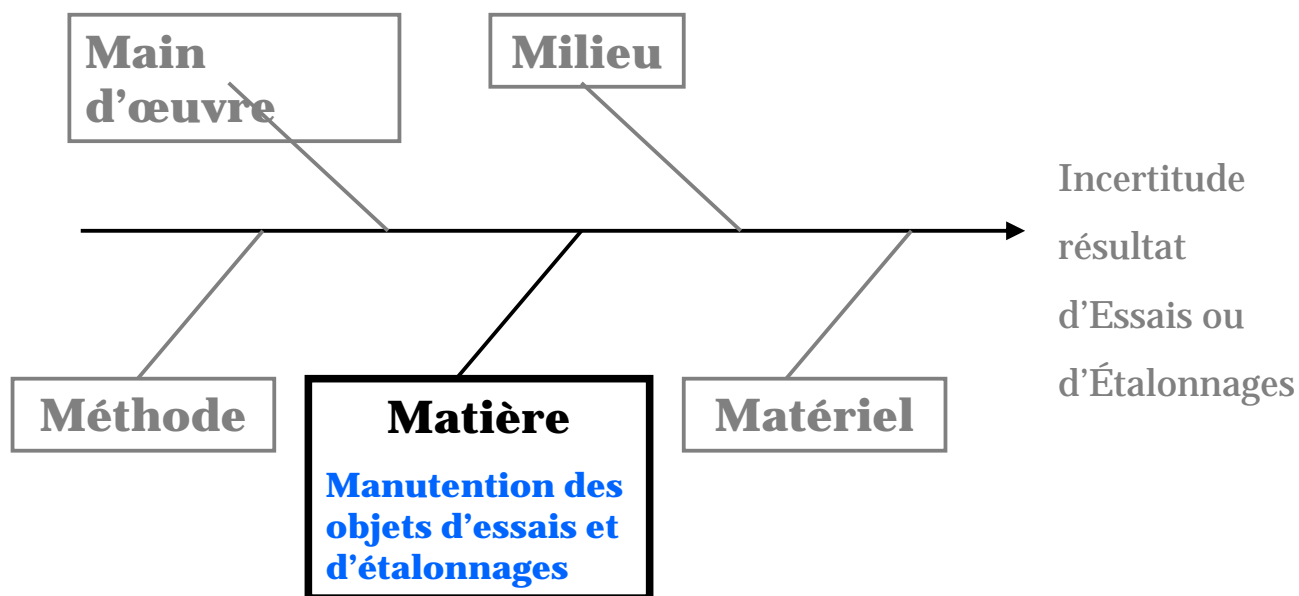 Main
d'œuvre
Milieu
Incertitude
résultat
d'Essais ou
d'Étalonnages
Méthode
Matière
Manutention des
objets d'essais et
d'étalonnages
Matériel